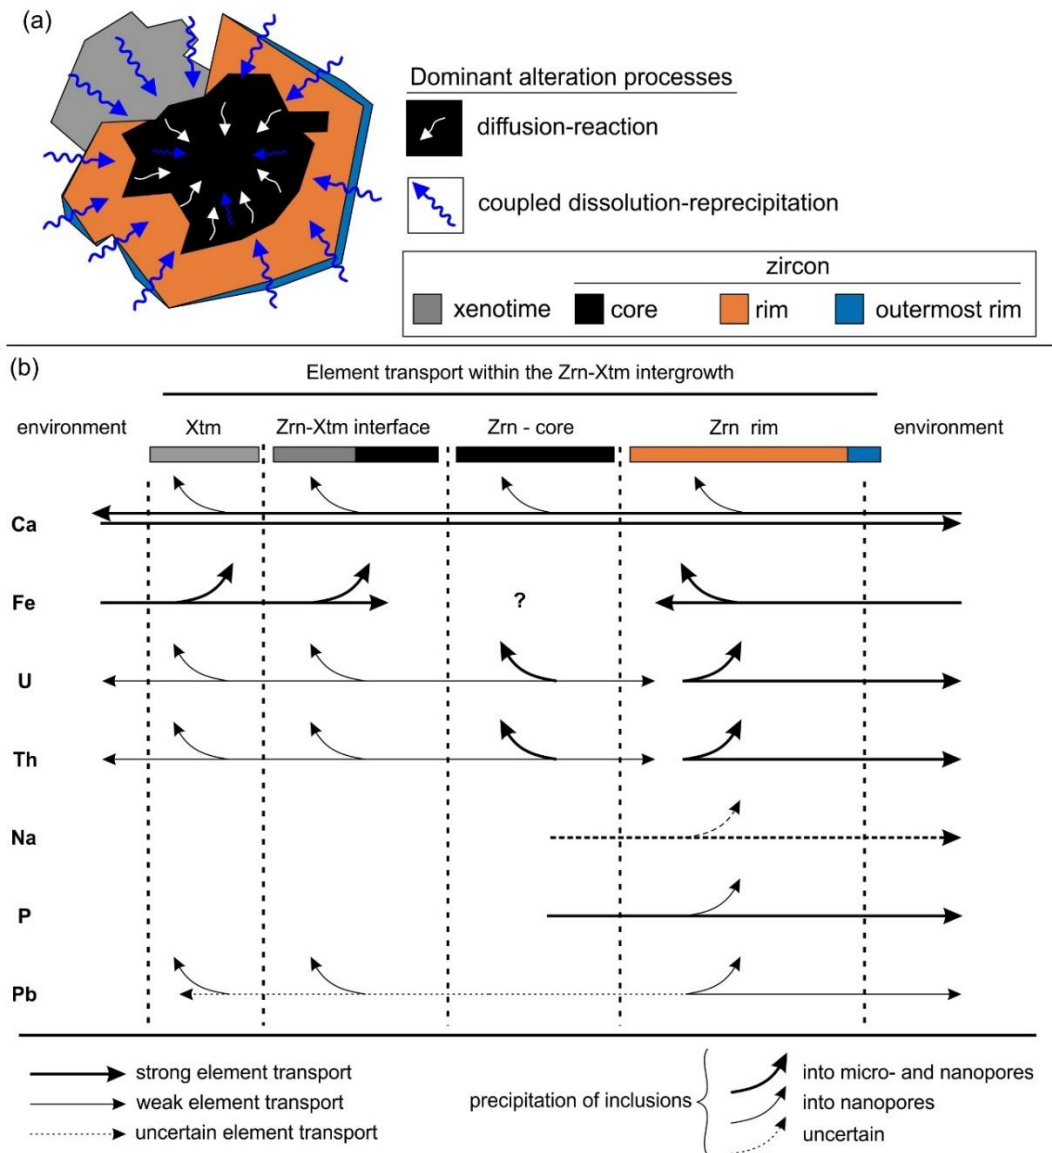 (a)
Dominant alteration processes
diffusion-reaction
coupled dissolution-reprecipitation
zircon
xenotime core rim outermost rim
(b)
Element transport within the Zrn-Xtm intergrowth
environment Xtm Zrn-Xtm interface Zrn - core Zrn rim environment
Ca
Fe ?
U
Th
Na
P
Pb
strong element transport
weak element transport
uncertain element transport
precipitation of inclusions
into micro- and nanopores
into nanopores
uncertain